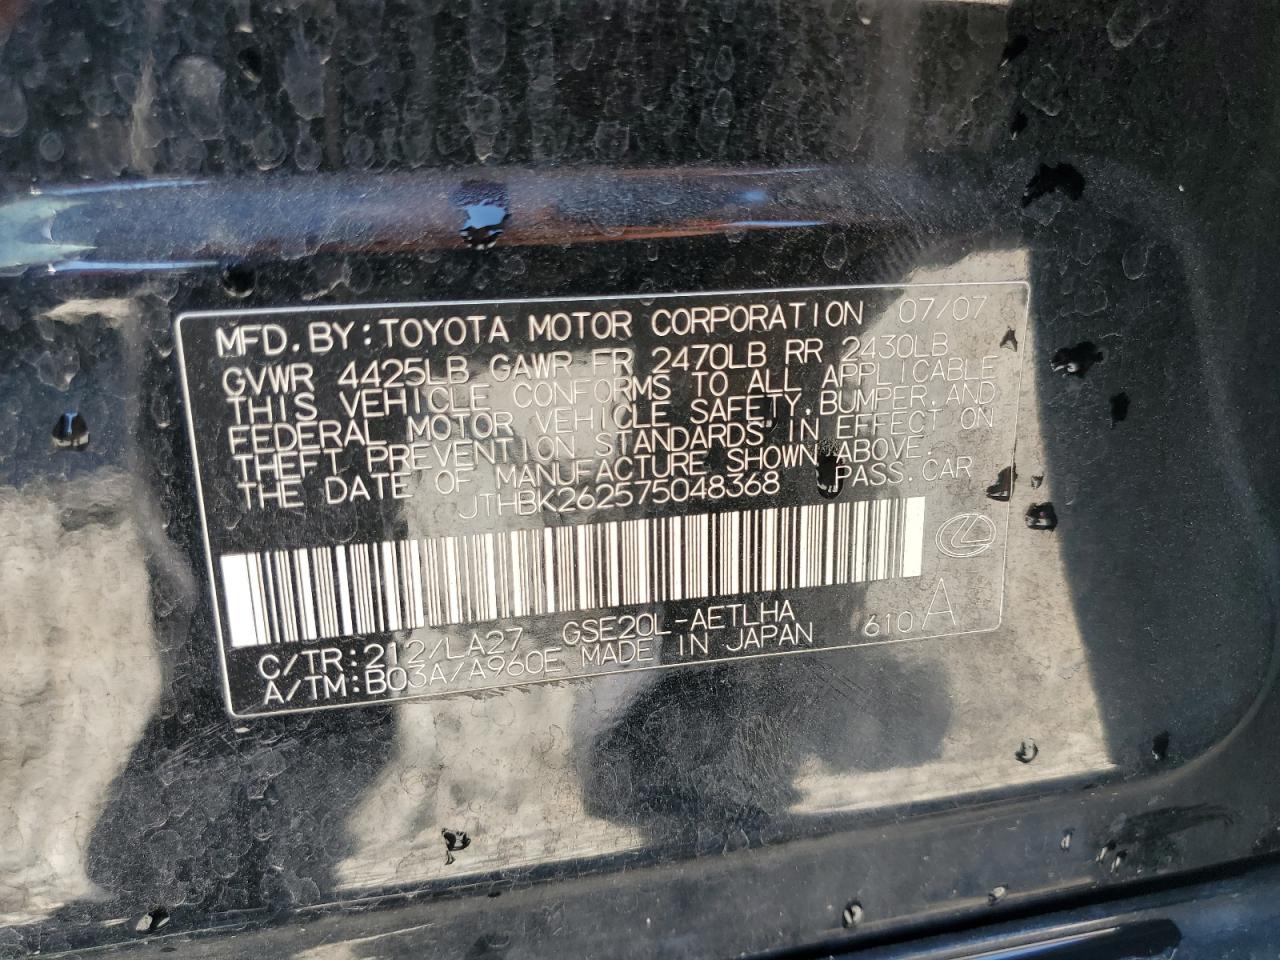 MFD.BY:TOYOTA MOTOR CORPORATION 07/07
GVWR 4425LB GAWR FR 2470LB RR 2430LB
THIS VEHICLE CONFORMS TO ALL APPLICABLE
FEDERAL MOTOR VEHICLE SAFETY,BUMPER,AND
THEFT PREVENTION STANDARDS IN EFFECT ON
THE DATE OF MANUFACTURE SHOWN ABOVE.
JTHBK262575048368 PASS.CAR
C/TR:212/LA27 GSE20L-AETLHA 610 A
A/TM:B03A/A960E MADE IN JAPAN